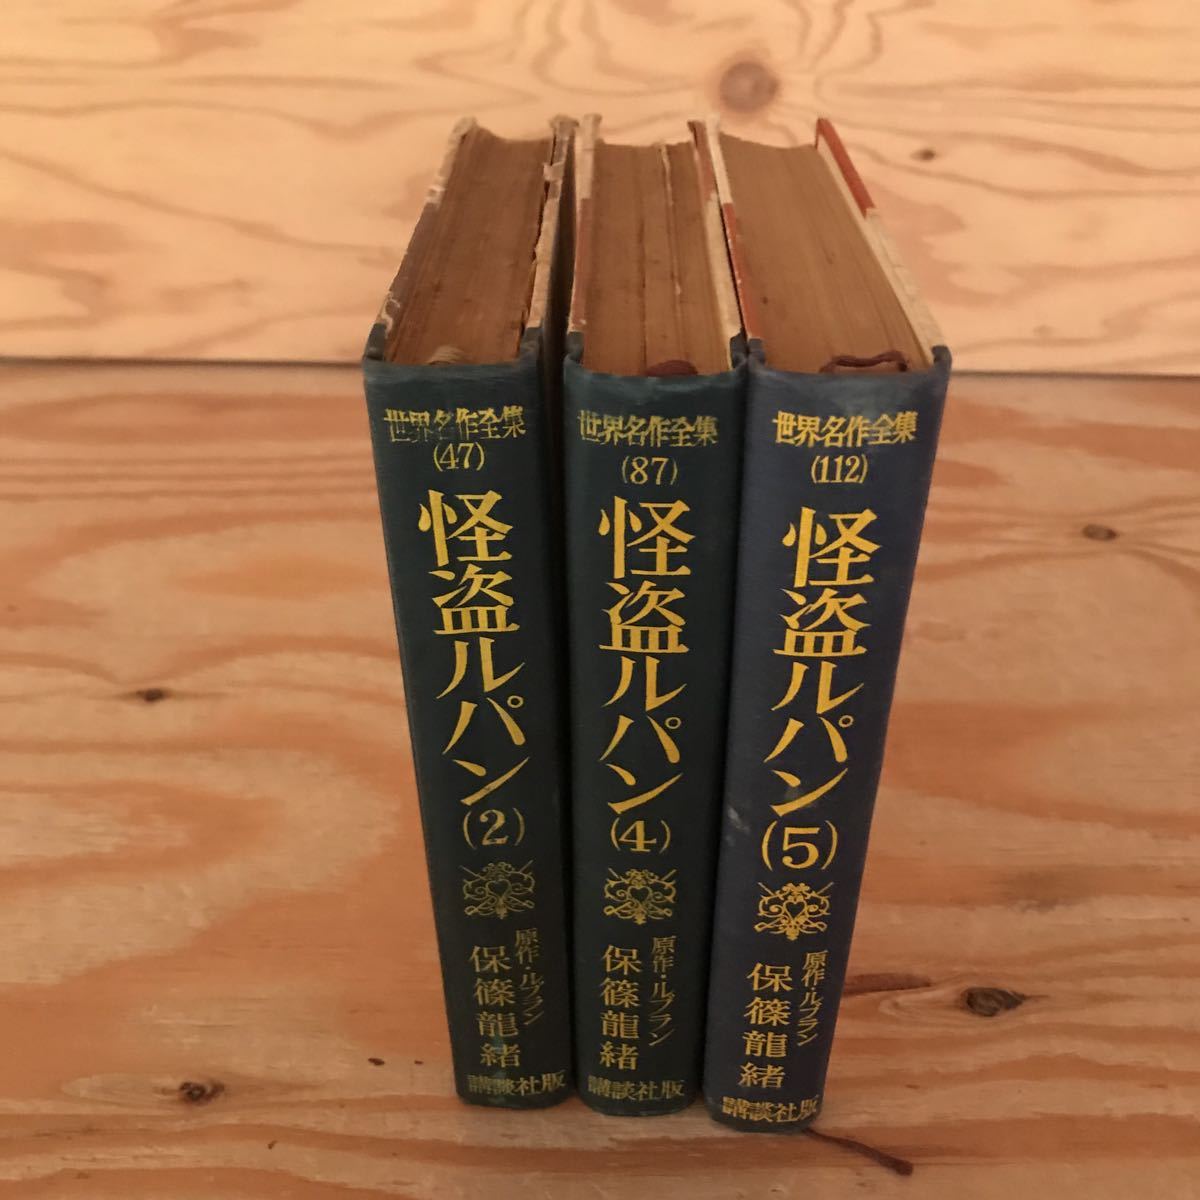 世界名作全集
(47)
怪盗ルパン(2)
原作・ルブラン
保篠龍緒
講談社版
世界名作全集
(87)
怪盗ルパン(4)
原作・ルブラン
保篠龍緒
講談社版
世界名作全集
(112)
怪盗ルパン(5)
原作・ルブラン
保篠龍緒
講談社版